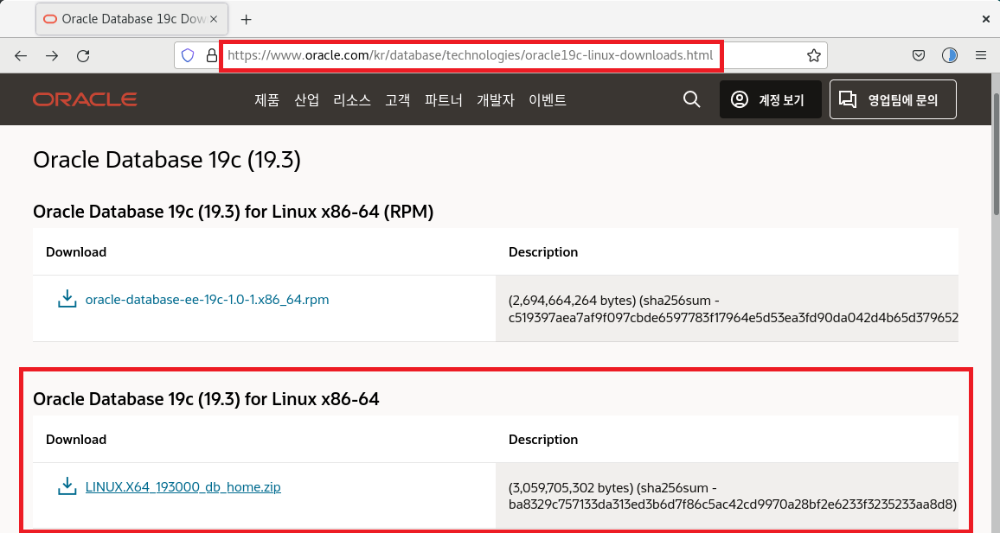 Oracle Database 19c Dow
https://www.oracle.com/kr/database/technologies/oracle19c-linux-downloads.html
ORACLE 제품 산업 리소스 고객 파트너 개발자 이벤트 계정 보기 영업팀에 문의
Oracle Database 19c (19.3)
Oracle Database 19c (19.3) for Linux x86-64 (RPM)
Download Description
oracle-database-ee-19c-1.0-1.x86_64.rpm (2,694,664,264 bytes) (sha256sum -
c519397aea7af9f097cbde6597783f17964e5d53ea3fd90da042d4b65d379652
Oracle Database 19c (19.3) for Linux x86-64
Download Description
LINUX.X64_193000_db_home.zip (3,059,705,302 bytes) (sha256sum -
ba8329c757133da313ed3b6d7f86c5ac42cd9970a28bf2e6233f3235233aa8d8)